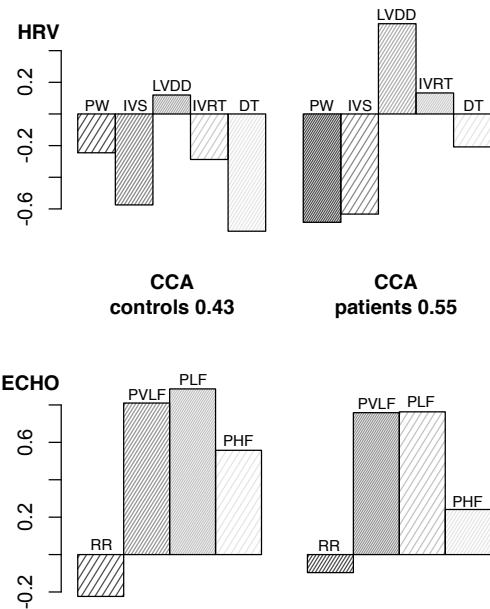 HRV
LVDD
0.2
-0.2
-0.6
PW IVS LVDD IVRT DT
PW IVS IVRT DT
CCA
controls 0.43
CCA
patients 0.55
ECHO
0.6
0.2
-0.2
RR PVLF PLF PHF
RR PVLF PLF PHF